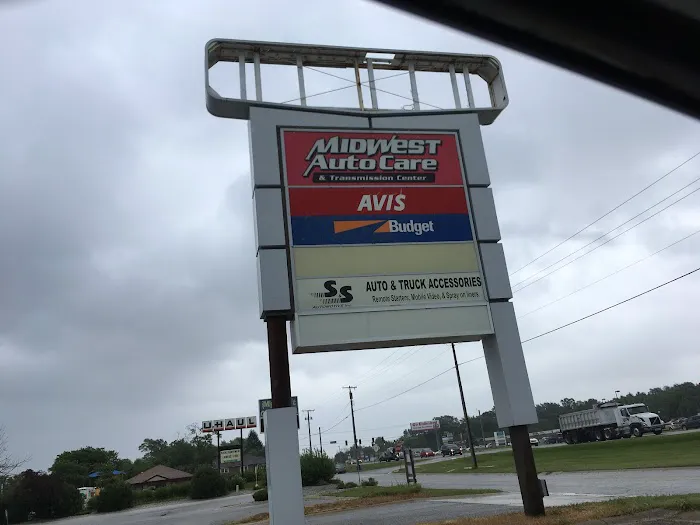 MIDWEST
Auto Care
& Transmission Center
AVIS
Budget
SS
AUTO & TRUCK ACCESSORIES
Remote Starters, Mobile Video, & Spray on liners
U-HAUL